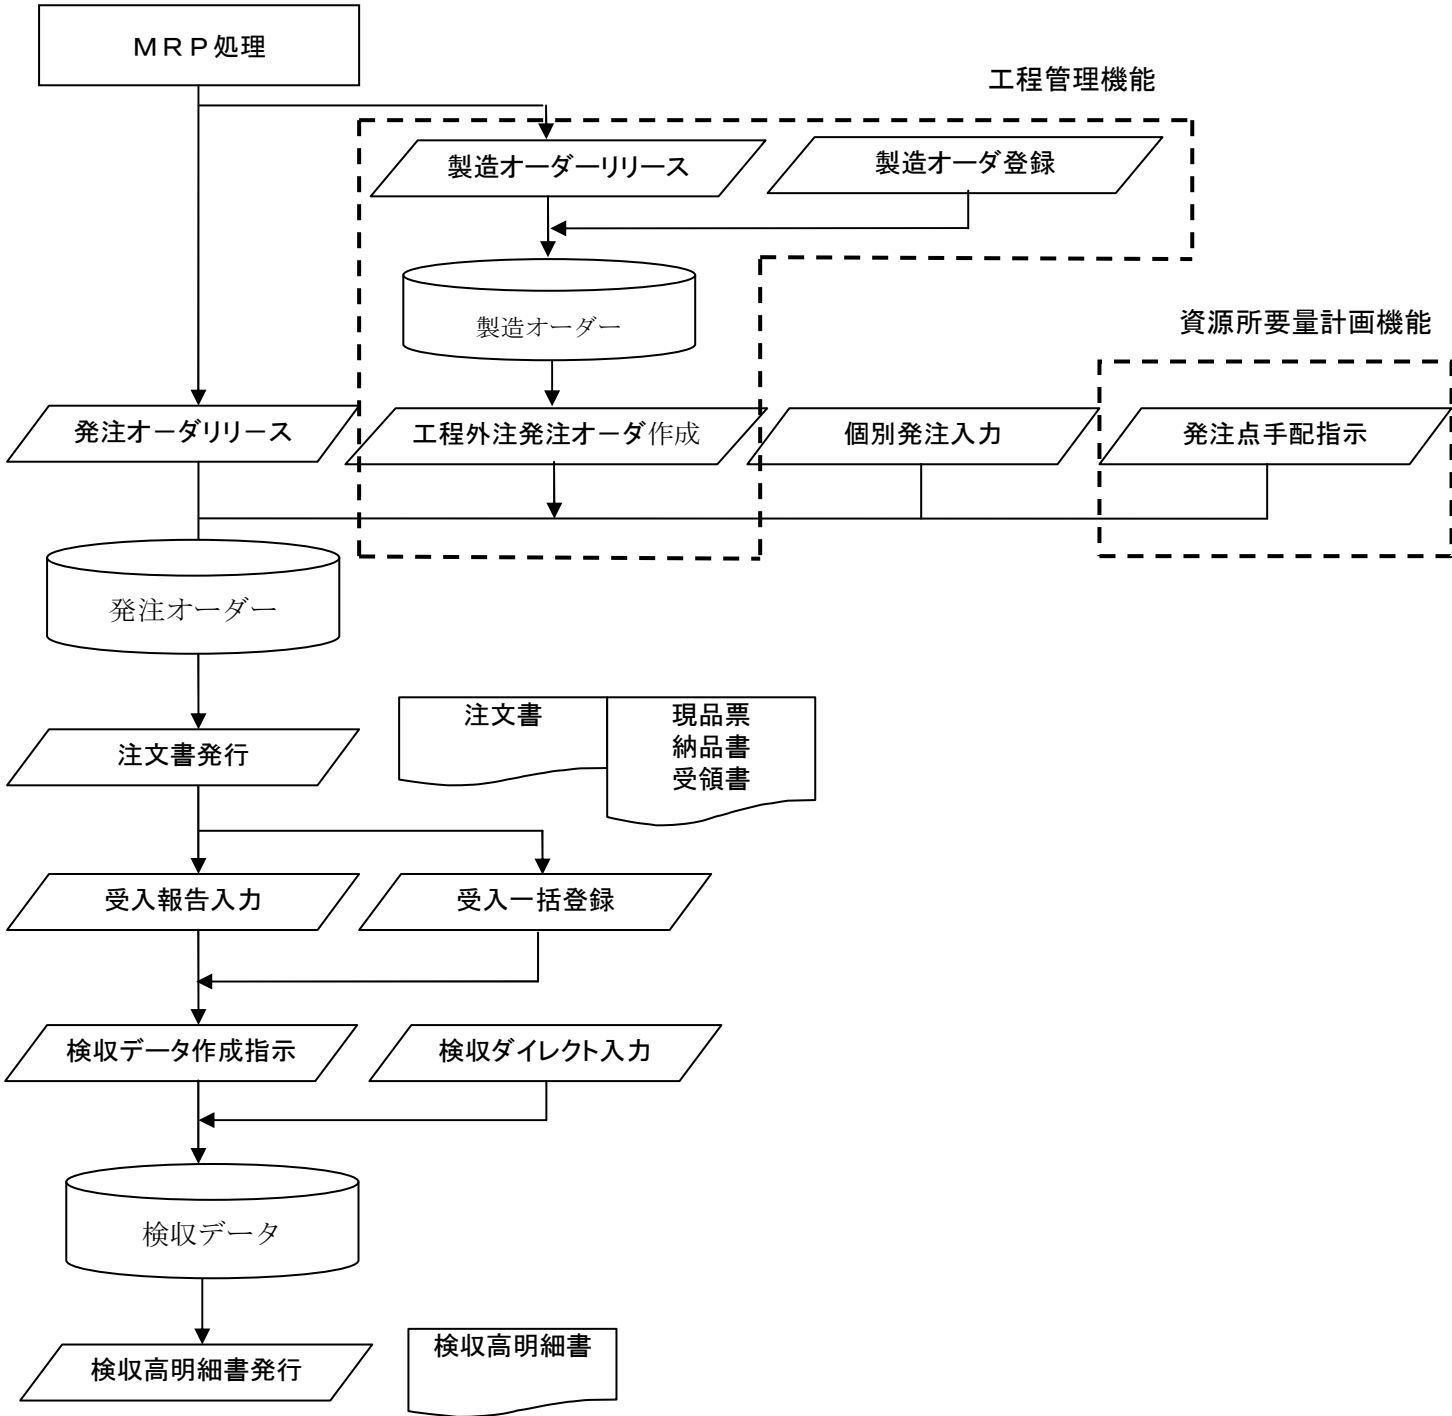 ＭＲＰ処理
工程管理機能
製造オーダーリリース
製造オーダ登録
製造オーダー
資源所要量計画機能
発注オーダリリース
工程外注発注オーダ作成
個別発注入力
発注点手配指示
発注オーダー
注文書
現品票
納品書
受領書
注文書発行
受入報告入力
受入一括登録
検収データ作成指示
検収ダイレクト入力
検収データ
検収高明細書発行
検収高明細書